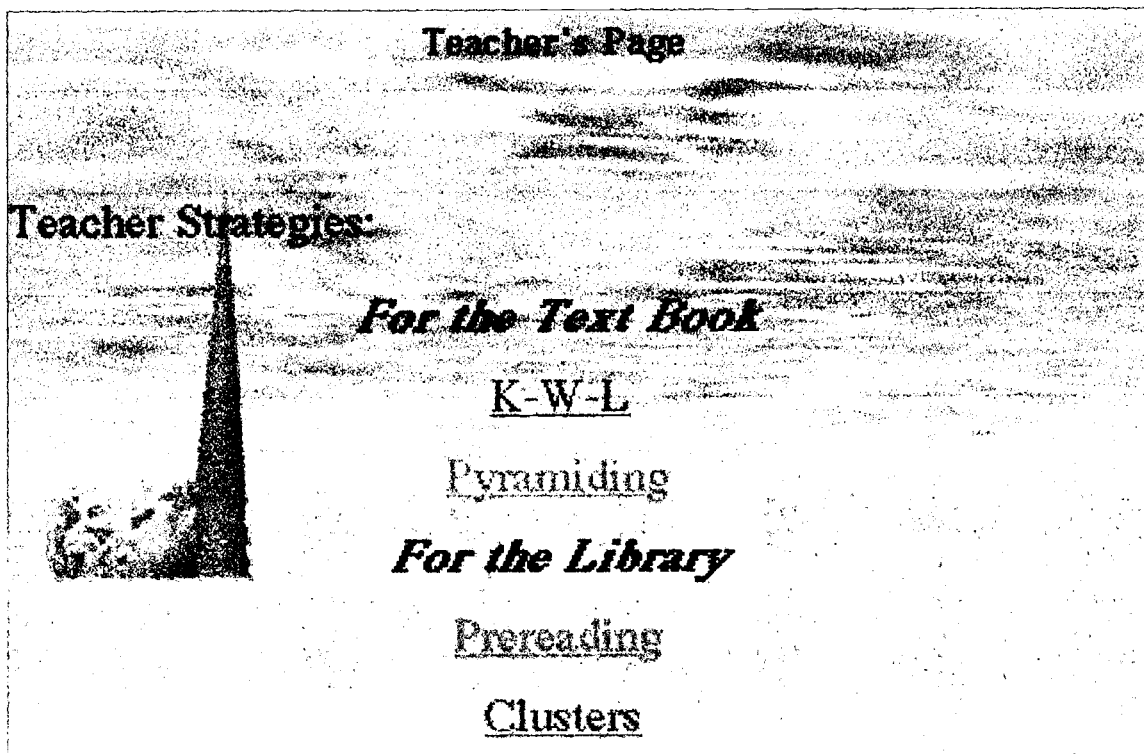 Teacher's Page
Teacher Strategies:
For the Text Book
K-W-L
Pyramiding
For the Library
Prereading
Clusters